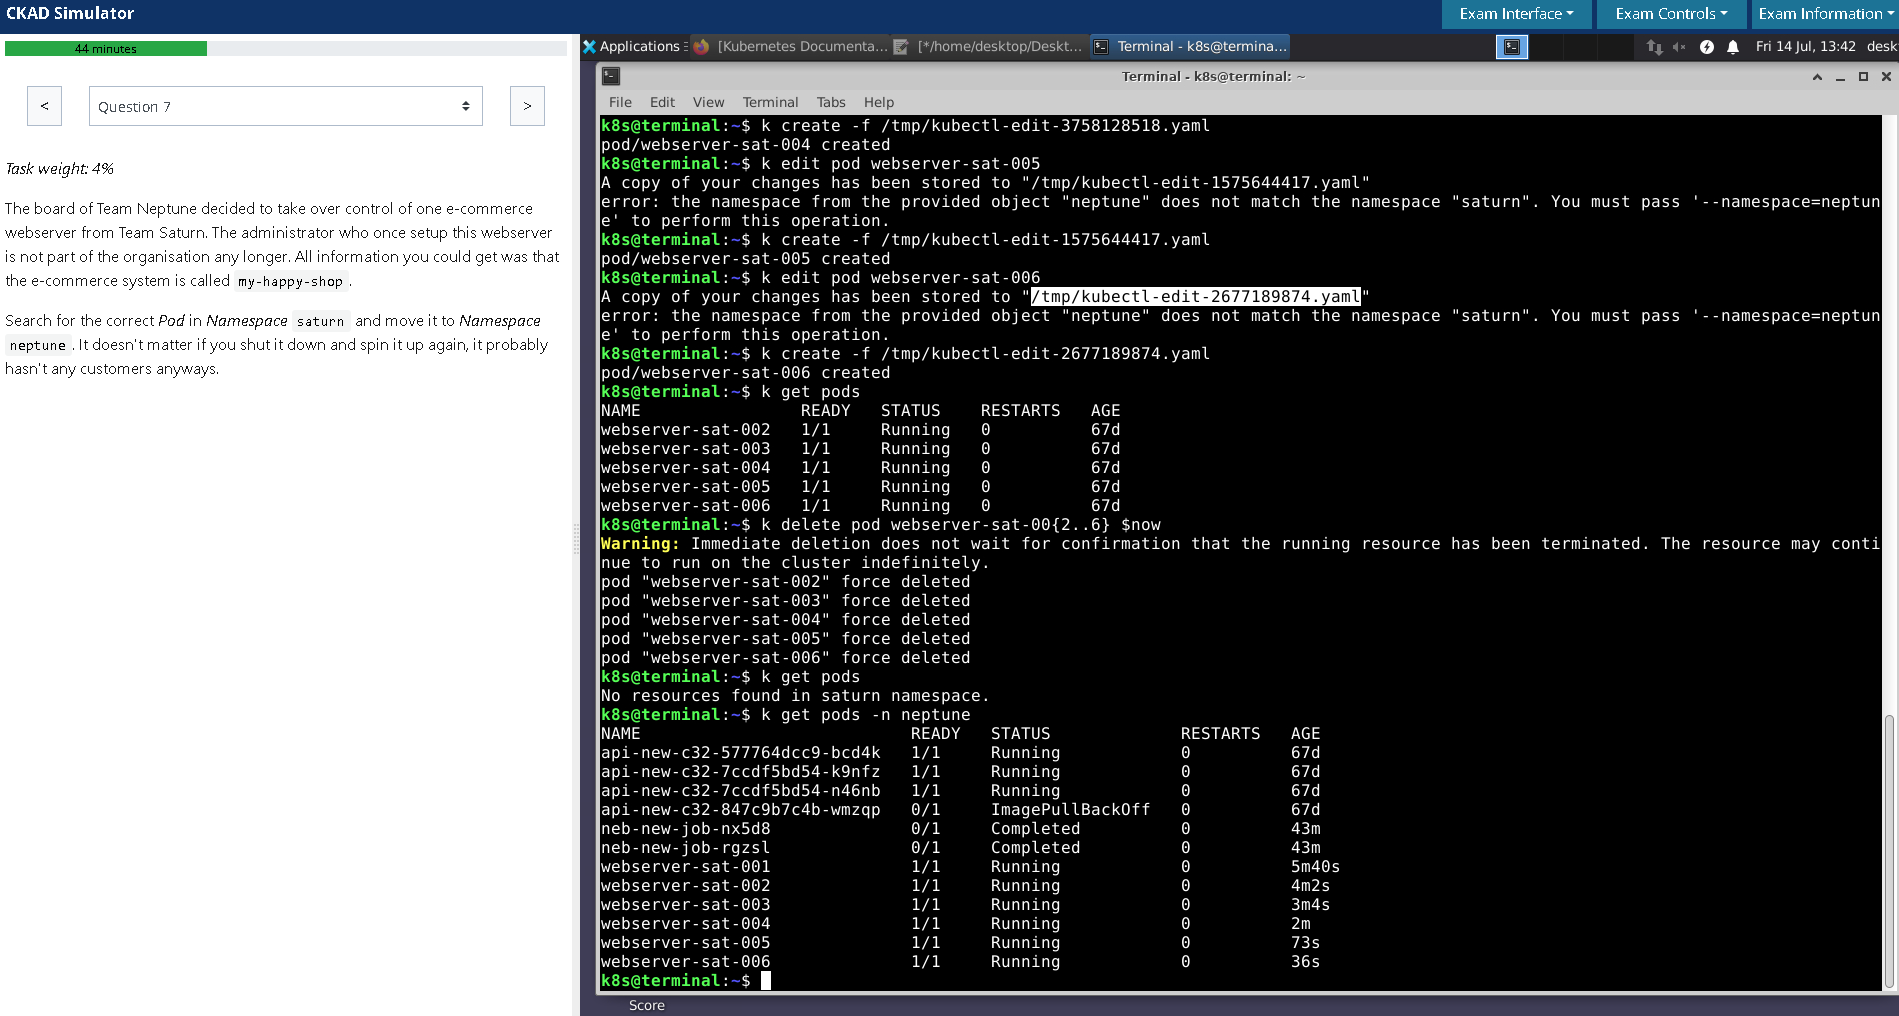 CKAD Simulator
Exam Interface
Exam Controls
Exam Information
44 minutes
<
Question 7
>
Task weight: 4%
The board of Team Neptune decided to take over control of one e-commerce
webserver from Team Saturn. The administrator who once setup this webserver
is not part of the organisation any longer. All information you could get was that
the e-commerce system is called my-happy-shop .
Search for the correct Pod in Namespace saturn and move it to Namespace
neptune . It doesn't matter if you shut it down and spin it up again, it probably
hasn't any customers anyways.
Applications
[Kubernetes Documenta...
[*/home/desktop/Deskt...
Terminal - k8s@termina...
Fri 14 Jul, 13:42 desk
Terminal - k8s@terminal: ~
File Edit View Terminal Tabs Help
k8s@terminal:~$ k create -f /tmp/kubectl-edit-3758128518.yaml
pod/webserver-sat-004 created
k8s@terminal:~$ k edit pod webserver-sat-005
A copy of your changes has been stored to "/tmp/kubectl-edit-1575644417.yaml"
error: the namespace from the provided object "neptune" does not match the namespace "saturn". You must pass '--namespace=neptun
e' to perform this operation.
k8s@terminal:~$ k create -f /tmp/kubectl-edit-1575644417.yaml
pod/webserver-sat-005 created
k8s@terminal:~$ k edit pod webserver-sat-006
A copy of your changes has been stored to "/tmp/kubectl-edit-2677189874.yaml"
error: the namespace from the provided object "neptune" does not match the namespace "saturn". You must pass '--namespace=neptun
e' to perform this operation.
k8s@terminal:~$ k create -f /tmp/kubectl-edit-2677189874.yaml
pod/webserver-sat-006 created
k8s@terminal:~$ k get pods
NAME READY STATUS RESTARTS AGE
webserver-sat-002 1/1 Running 0 67d
webserver-sat-003 1/1 Running 0 67d
webserver-sat-004 1/1 Running 0 67d
webserver-sat-005 1/1 Running 0 67d
webserver-sat-006 1/1 Running 0 67d
k8s@terminal:~$ k delete pod webserver-sat-00{2..6} $now
Warning: Immediate deletion does not wait for confirmation that the running resource has been terminated. The resource may conti
nue to run on the cluster indefinitely.
pod "webserver-sat-002" force deleted
pod "webserver-sat-003" force deleted
pod "webserver-sat-004" force deleted
pod "webserver-sat-005" force deleted
pod "webserver-sat-006" force deleted
k8s@terminal:~$ k get pods
No resources found in saturn namespace.
k8s@terminal:~$ k get pods -n neptune
NAME READY STATUS RESTARTS AGE
api-new-c32-577764dcc9-bcd4k 1/1 Running 0 67d
api-new-c32-7ccdf5bd54-k9nfz 1/1 Running 0 67d
api-new-c32-7ccdf5bd54-n46nb 1/1 Running 0 67d
api-new-c32-847c9b7c4b-wmzqp 0/1 ImagePullBackOff 0 67d
neb-new-job-nx5d8 0/1 Completed 0 43m
neb-new-job-rgzsl 0/1 Completed 0 43m
webserver-sat-001 1/1 Running 0 5m40s
webserver-sat-002 1/1 Running 0 4m2s
webserver-sat-003 1/1 Running 0 3m4s
webserver-sat-004 1/1 Running 0 2m
webserver-sat-005 1/1 Running 0 73s
webserver-sat-006 1/1 Running 0 36s
k8s@terminal:~$
Score